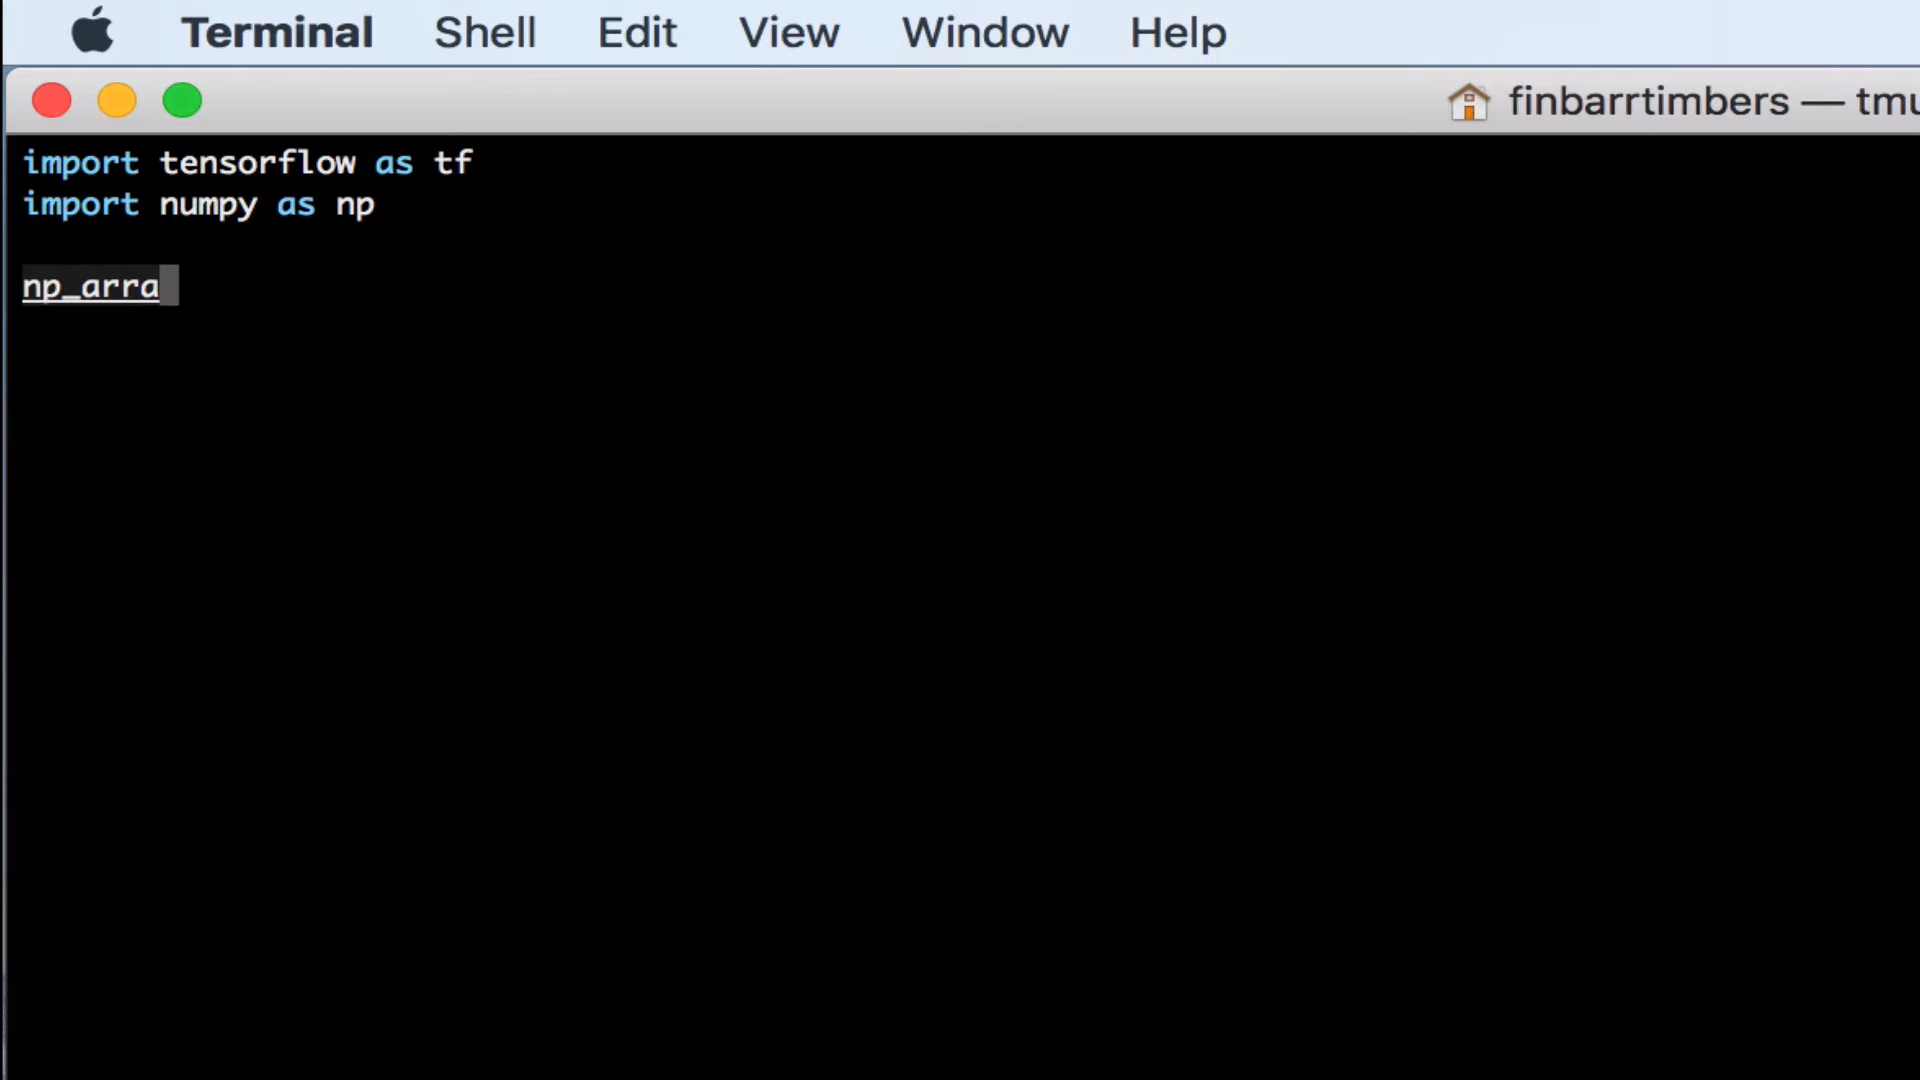 Terminal Shell Edit View Window Help
finbarrtimbers — tmu
import tensorflow as tf
import numpy as np
np_arra